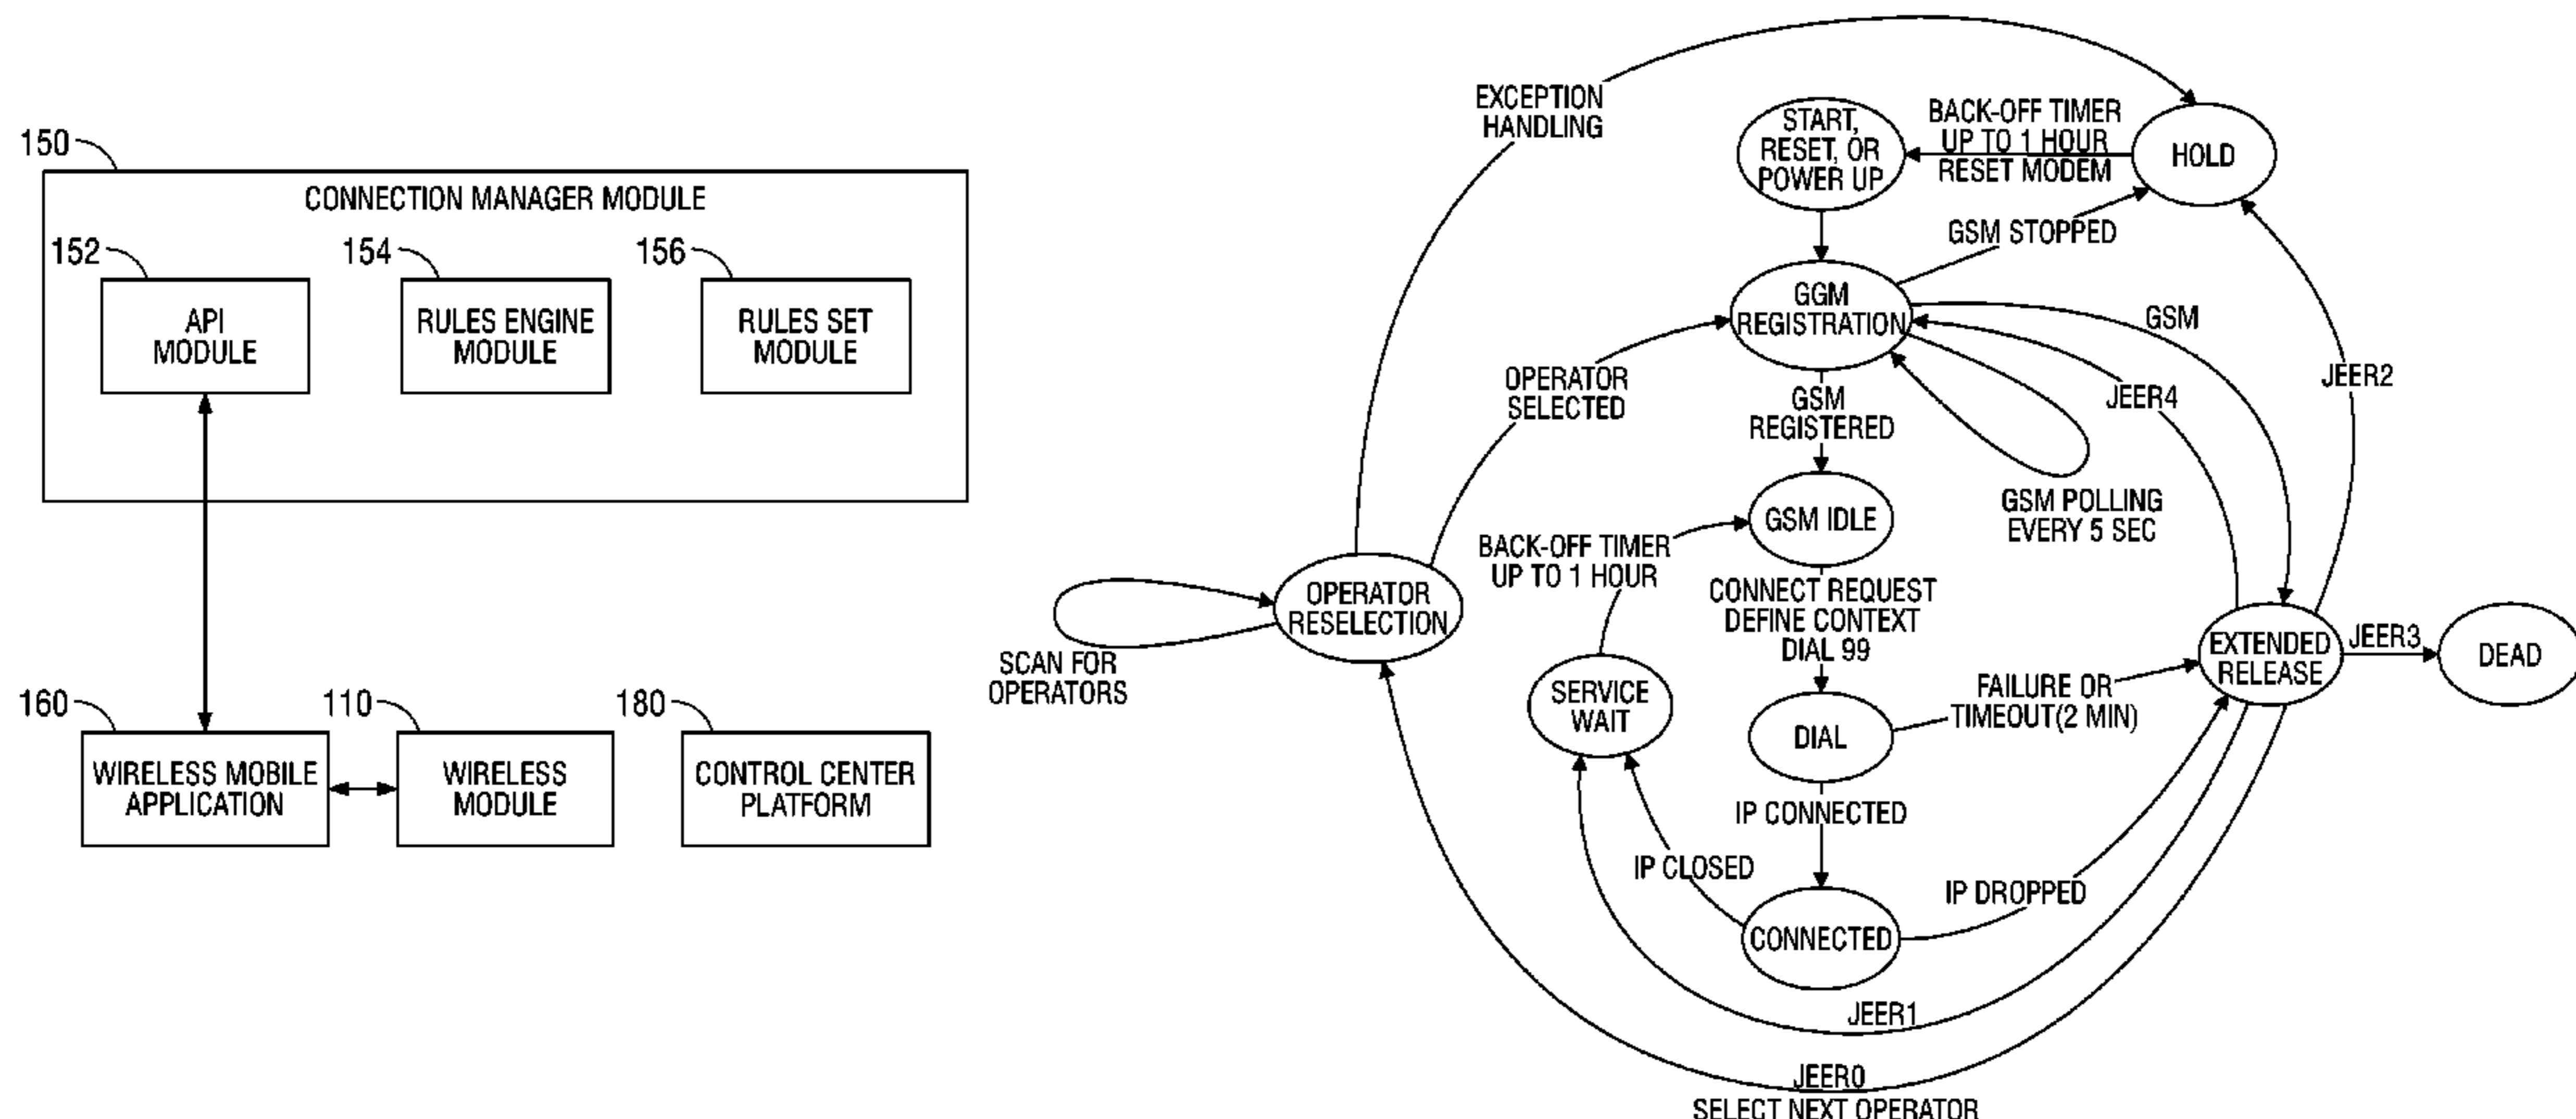 150
CONNECTION MANAGER MODULE
152
154
156
API
MODULE
RULES ENGINE
MODULE
RULES SET
MODULE
160
110
180
WIRELESS MOBILE
APPLICATION
WIRELESS
MODULE
CONTROL CENTER
PLATFORM
EXCEPTION
HANDLING
START,
RESET, OR
POWER UP
BACK-OFF TIMER
UP TO 1 HOUR
RESET MODEM
HOLD
GSM STOPPED
GGM
REGISTRATION
GSM
JEER2
OPERATOR
SELECTED
GSM
REGISTERED
JEER4
GSM POLLING
EVERY 5 SEC
GSM IDLE
BACK-OFF TIMER
UP TO 1 HOUR
OPERATOR
RESELECTION
SCAN FOR
OPERATORS
CONNECT REQUEST
DEFINE CONTEXT
DIAL 99
SERVICE
WAIT
DIAL
FAILURE OR
TIMEOUT(2 MIN)
EXTENDED
RELEASE
JEER3
DEAD
IP CONNECTED
IP CLOSED
IP DROPPED
CONNECTED
JEER1
JEER0
SELECT NEXT OPERATOR